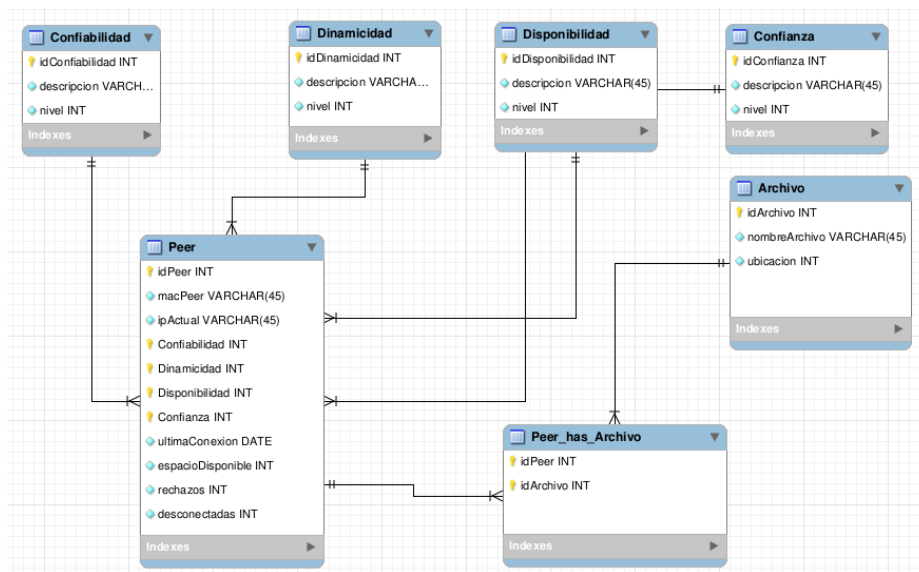 Confiabilidad
idConfiabilidad INT
descripcion VARCH...
nivel INT
Indexes
Dinamicidad
idDinamicidad INT
descripcion VARCHA...
nivel INT
Indexes
Disponibilidad
idDisponibilidad INT
descripcion VARCHAR(45)
nivel INT
Indexes
Confianza
idConfianza INT
descripcion VARCHAR(45)
nivel INT
Indexes
Archivo
idArchivo INT
nombreArchivo VARCHAR(45)
ubicacion INT
Indexes
Peer
idPeer INT
macPeer VARCHAR(45)
ipActual VARCHAR(45)
Confiabilidad INT
Dinamicidad INT
Disponibilidad INT
Confianza INT
ultimaConexion DATE
espacioDisponible INT
rechazos INT
desconectadas INT
Indexes
Peer_has_Archivo
idPeer INT
idArchivo INT
Indexes